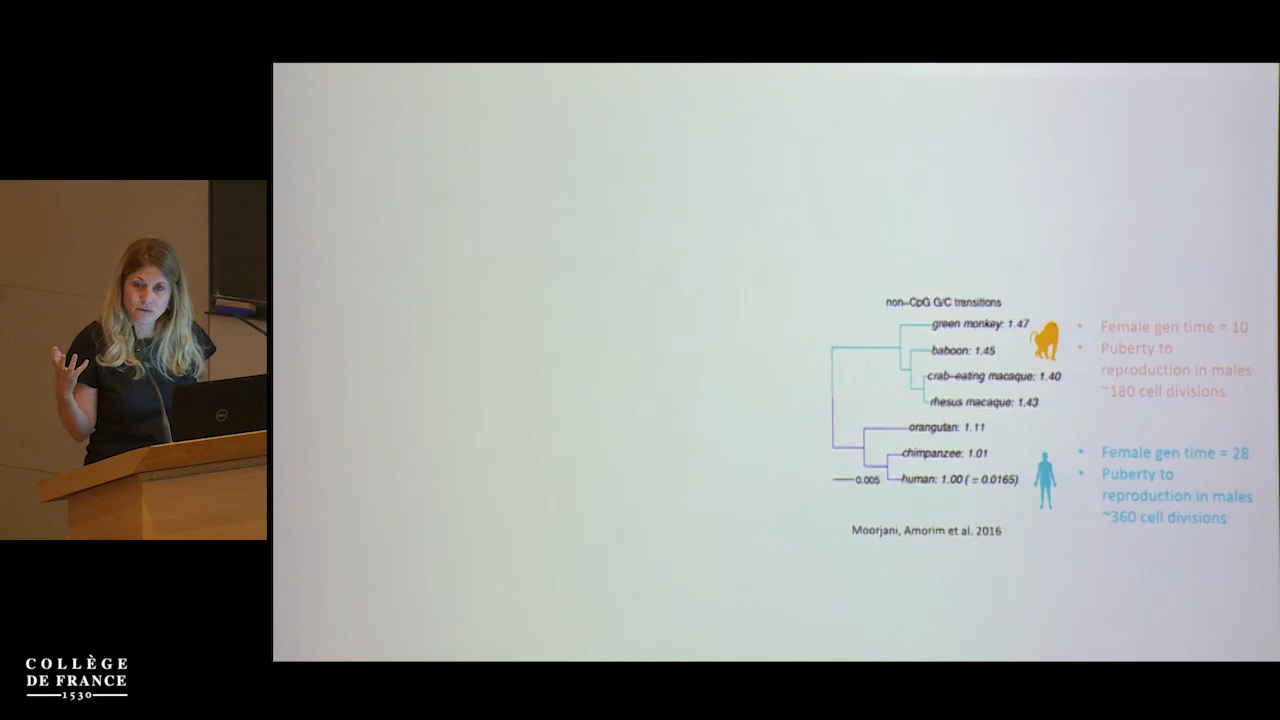 non-CpG G/C transitions
green monkey: 1.47
baboon: 1.45
crab-eating macaque: 1.40
rhesus macaque: 1.43
orangutan: 1.11
chimpanzee: 1.01
human: 1.00 ( = 0.0165)
0.005
Moorjani, Amorim et al. 2016
• Female gen time = 10
• Puberty to
reproduction in males
~180 cell divisions
• Female gen time = 28
• Puberty to
reproduction in males
~360 cell divisions
DELL
COLLÈGE
DE FRANCE
1530